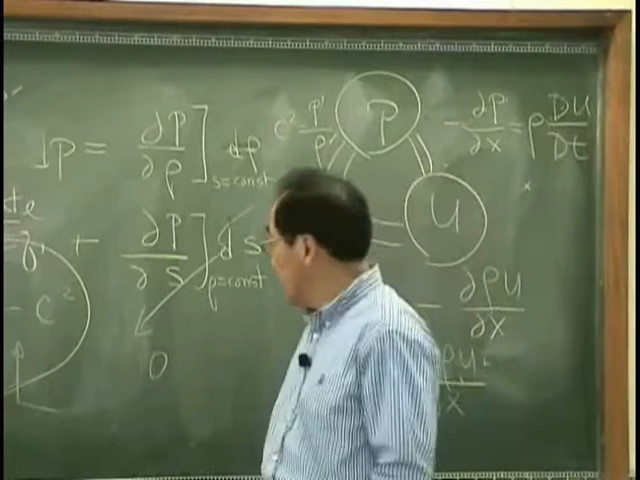 dP = ∂P/∂ρ]s=const dρ
+ ∂P/∂s]ρ=const ds
0
c²
c² = P'/ρ'
P
U
-∂P'/∂x = ρ DU/Dt
- ∂ρU/∂x